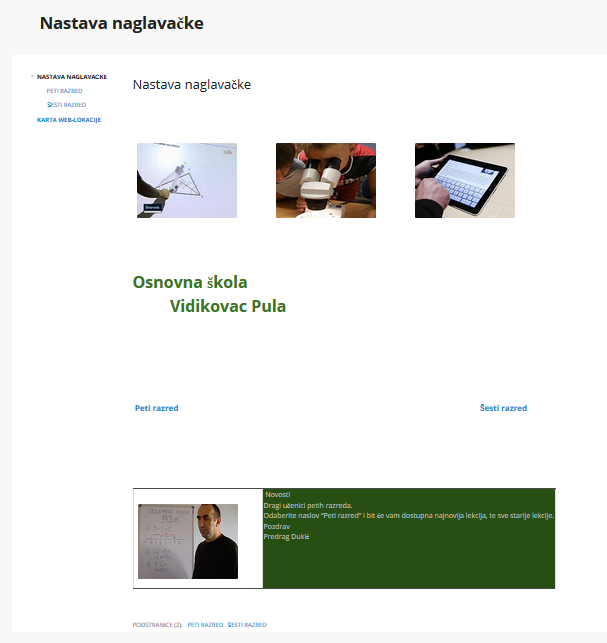 Nastava naglavačke
NASTAVA NAGLAVAČKE
PETI RAZRED
ŠESTI RAZRED
KARTA WEB-LOKACIJE
Nastava naglavačke
Osnovna škola
Vidikovac Pula
Peti razred
Šesti razred
Novosti
Dragi učenici petih razreda.
Odaberite naslov "Peti razred" i bit će vam dostupna najnovija lekcija, te sve starije lekcije.
Pozdrav
Predrag Dukić
PODSTRANICE (2): PETI RAZRED ŠESTI RAZRED